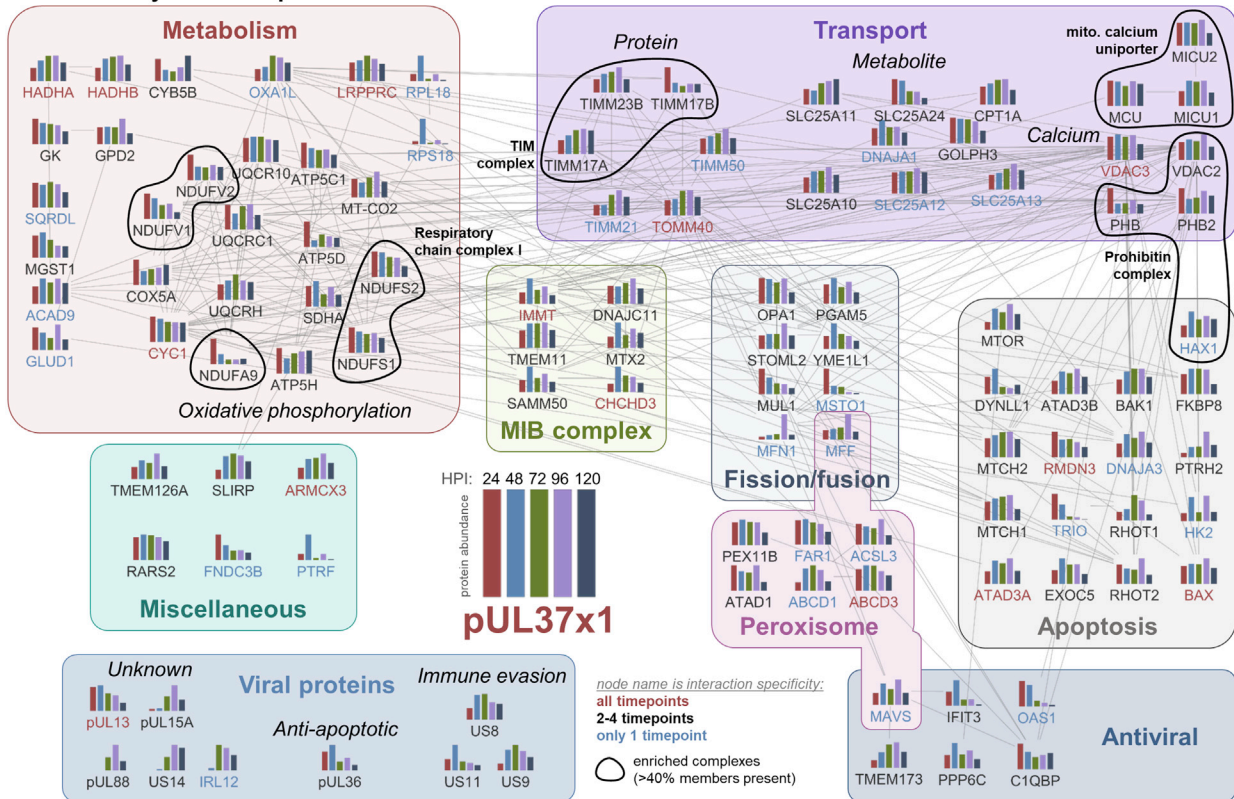 Metabolism
HADHA
HADHB
CYB5B
OXA1L
LRPPRC
RPL18
GK
GPD2
UQCR10
ATP5C1
RPS18
NDUFV2
MT-CO2
SQRDL
NDUFV1
UQCRC1
Respiratory
chain complex I
MGST1
ATP5D
NDUFS2
COX5A
ACAD9
UQCRH
SDHA
GLUD1
CYC1
NDUFA9
ATP5H
NDUFS1
Oxidative phosphorylation
Transport
Protein
Metabolite
mito. calcium
uniporter
MICU2
TIMM23B
TIMM17B
SLC25A11
SLC25A24
CPT1A
MCU
MICU1
Calcium
TIM
complex
TIMM17A
TIMM50
DNAJA1
GOLPH3
VDAC3
VDAC2
SLC25A10
SLC25A12
SLC25A13
TIMM21
TOMM40
PHB
PHB2
Prohibitin
complex
HAX1
IMMT
DNAJC11
TMEM11
MTX2
SAMM50
CHCHD3
MIB complex
OPA1
PGAM5
STOML2
YME1L1
MUL1
MSTO1
MFN1
MFF
Fission/fusion
MTOR
DYNLL1
ATAD3B
BAK1
FKBP8
MTCH2
RMDN3
DNAJA3
PTRH2
MTCH1
TRIO
RHOT1
HK2
ATAD3A
EXOC5
RHOT2
BAX
Apoptosis
TMEM126A
SLIRP
ARMCX3
RARS2
FNDC3B
PTRF
Miscellaneous
HPI: 24 48 72 96 120
protein abundance
pUL37x1
PEX11B
FAR1
ACSL3
ATAD1
ABCD1
ABCD3
Peroxisome
Unknown
Viral proteins
Immune evasion
pUL13
pUL15A
Anti-apoptotic
US8
pUL88
US14
IRL12
pUL36
US11
US9
node name is interaction specificity:
all timepoints
2-4 timepoints
only 1 timepoint
enriched complexes
(>40% members present)
MAVS
IFIT3
OAS1
Antiviral
TMEM173
PPP6C
C1QBP